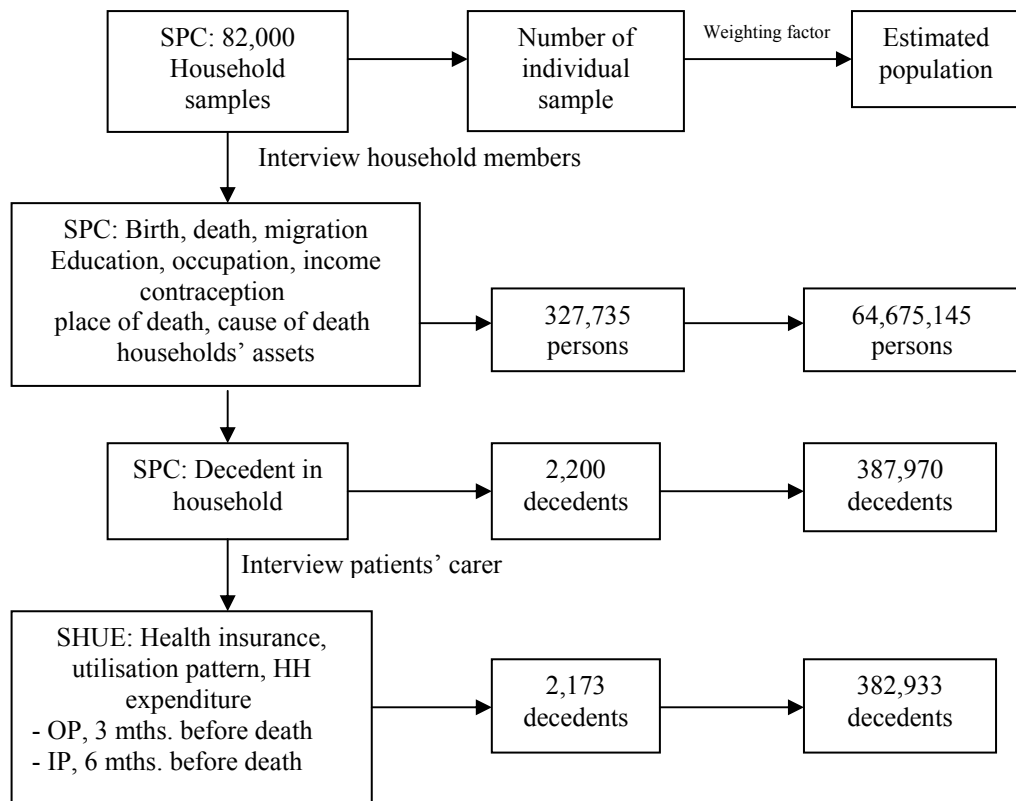 SPC: 82,000
Household
samples
Number of
individual
sample
Weighting factor
Estimated
population
Interview household members
SPC: Birth, death, migration
Education, occupation, income
contraception
place of death, cause of death
households’ assets
327,735
persons
64,675,145
persons
SPC: Decedent in
household
2,200
decedents
387,970
decedents
Interview patients’ carer
SHUE: Health insurance,
utilisation pattern, HH
expenditure
- OP, 3 mths. before death
- IP, 6 mths. before death
2,173
decedents
382,933
decedents